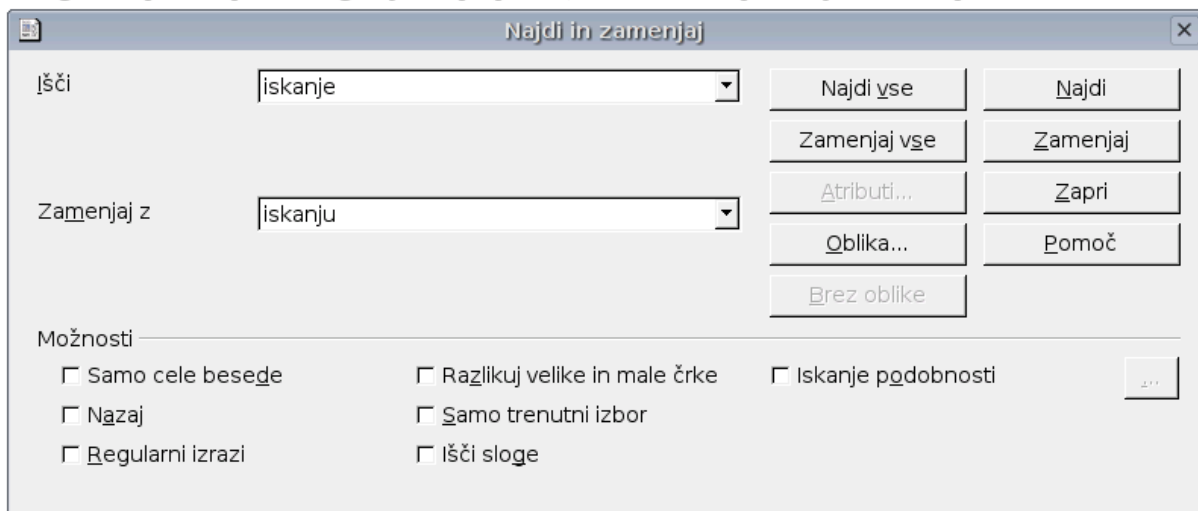 Najdi in zamenjaj
Išči
iskanje
Najdi vse
Najdi
Zamenjaj vse
Zamenjaj
Zamenjaj z
iskanju
Atributi...
Zapri
Oblika...
Pomoč
Brez oblike
Možnosti
Samo cele besede
Razlikuj velike in male črke
Iskanje podobnosti
...
Nazaj
Samo trenutni izbor
Regularni izrazi
Išči sloge